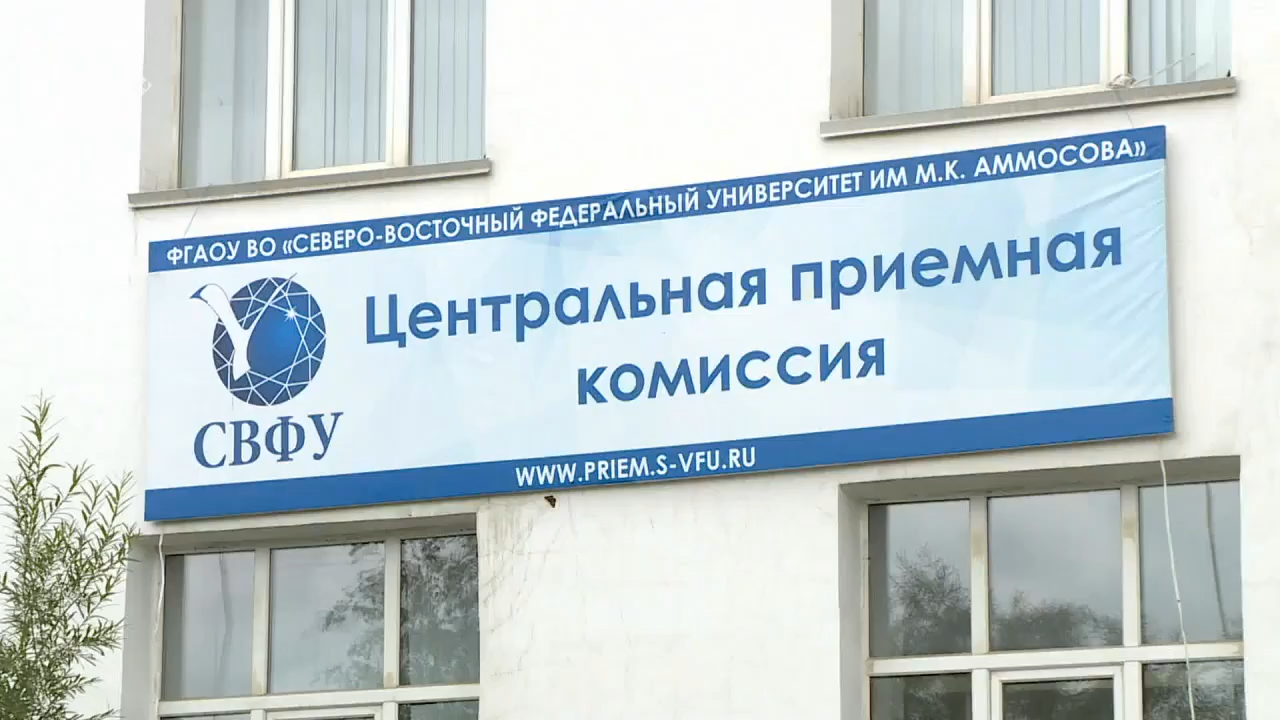 ФГАОУ ВО «СЕВЕРО-ВОСТОЧНЫЙ ФЕДЕРАЛЬНЫЙ УНИВЕРСИТЕТ ИМ М.К. АММОСОВА»
Центральная приемная
комиссия
СВФУ
WWW.PRIEM.S-VFU.RU